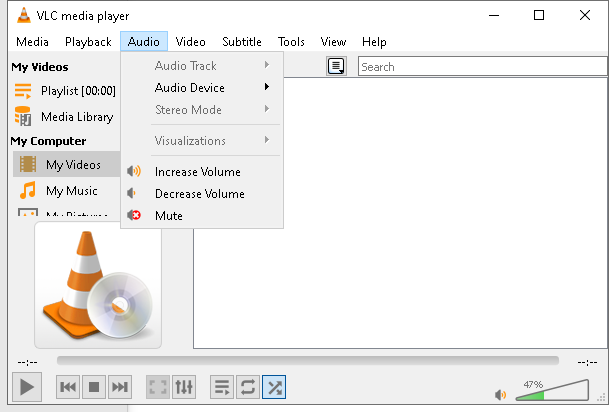 VLC media player
Media Playback Audio Video Subtitle Tools View Help
My Videos
Playlist [00:00]
Media Library
My Computer
My Videos
My Music
My Pictures
Audio Track
Audio Device
Stereo Mode
Visualizations
Increase Volume
Decrease Volume
Mute
Search
--:--
--:--
47%